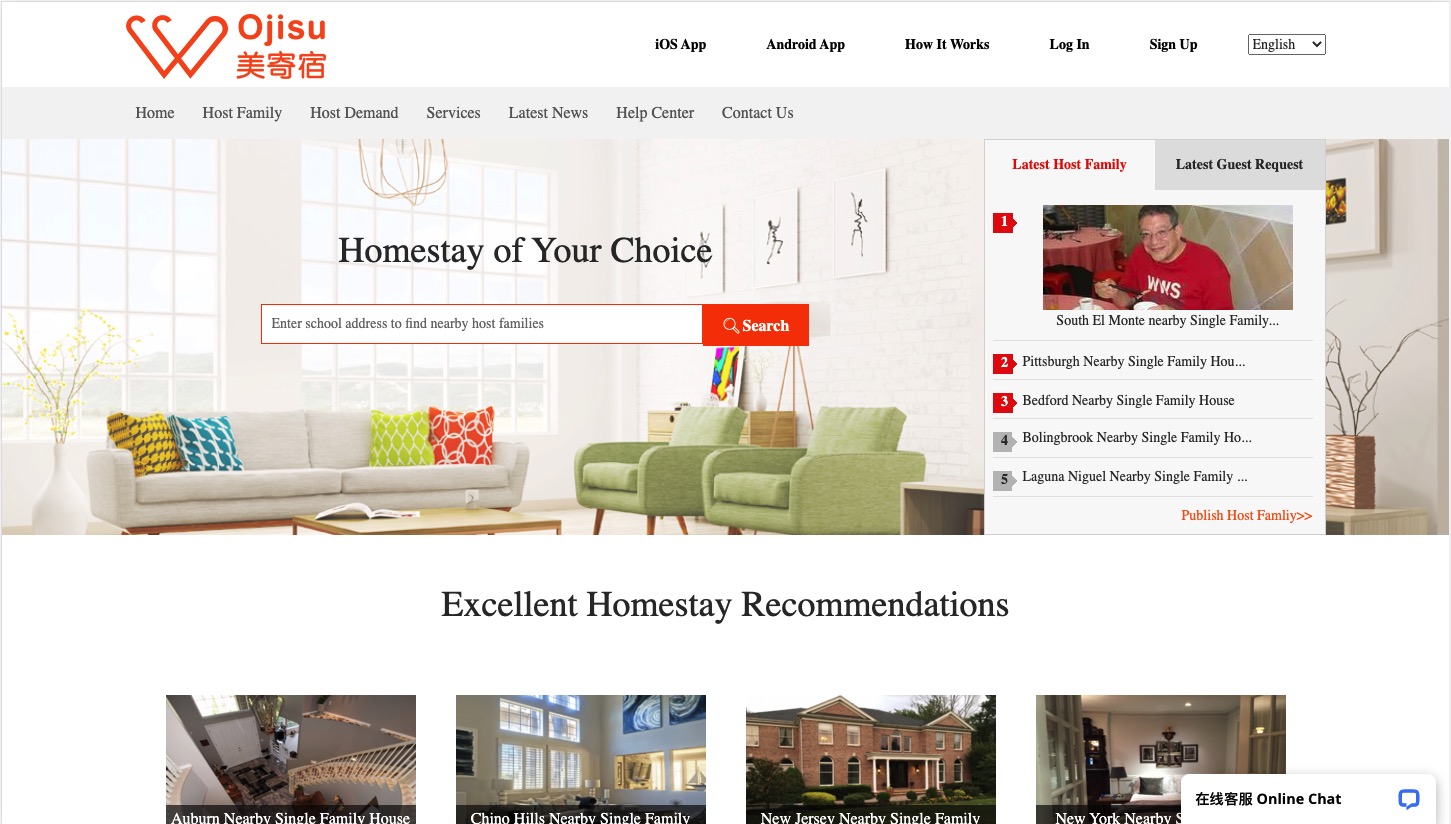 Ojisu
美寄宿
iOS App
Android App
How It Works
Log In
Sign Up
English
Home
Host Family
Host Demand
Services
Latest News
Help Center
Contact Us
Homestay of Your Choice
Enter school address to find nearby host families
Search
Latest Host Family
Latest Guest Request
1
WWS
South El Monte nearby Single Family...
2 Pittsburgh Nearby Single Family Hou...
3 Bedford Nearby Single Family House
4 Bolingbrook Nearby Single Family Ho...
5 Laguna Niguel Nearby Single Family ...
Publish Host Famliy>>
Excellent Homestay Recommendations
Auburn Nearby Single Family House
Chino Hills Nearby Single Family
New Jersey Nearby Single Family
New York Nearby S
在线客服 Online Chat